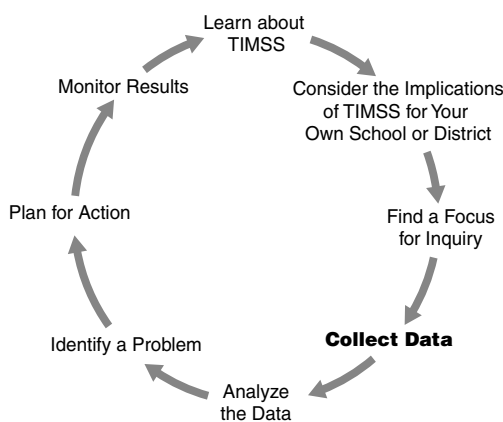 Learn about
TIMSS
Consider the Implications
of TIMSS for Your
Own School or District
Find a Focus
for Inquiry
Collect Data
Analyze
the Data
Identify a Problem
Plan for Action
Monitor Results